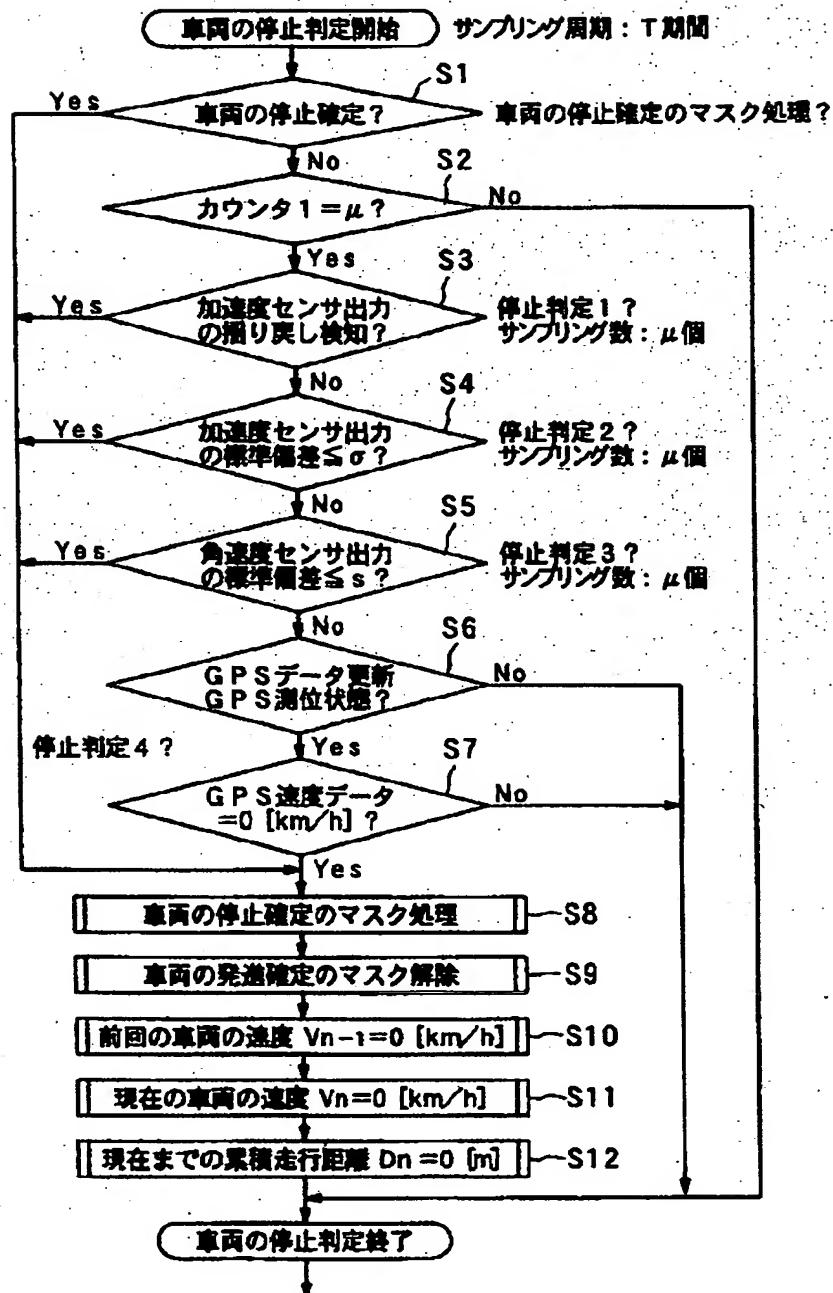 車両の停止判定開始 サンプリング周期：T期間
S1
Yes
車両の停止確定？ 車両の停止確定のマスク処理？
No
S2
カウンタ1＝μ？
No
Yes
S3
Yes
加速度センサ出力
の揺り戻し検知？
停止判定1？
サンプリング数：μ個
No
S4
Yes
加速度センサ出力
の標準偏差≦σ？
停止判定2？
サンプリング数：μ個
No
S5
Yes
角速度センサ出力
の標準偏差≦s？
停止判定3？
サンプリング数：μ個
No
S6
GPSデータ更新
GPS測位状態？
No
停止判定4？
Yes
S7
GPS速度データ
＝0 [km/h]？
No
Yes
車両の停止確定のマスク処理 S8
車両の発進確定のマスク解除 S9
前回の車両の速度 Vn-1＝0 [km/h] S10
現在の車両の速度 Vn＝0 [km/h] S11
現在までの累積走行距離 Dn＝0 [m] S12
車両の停止判定終了